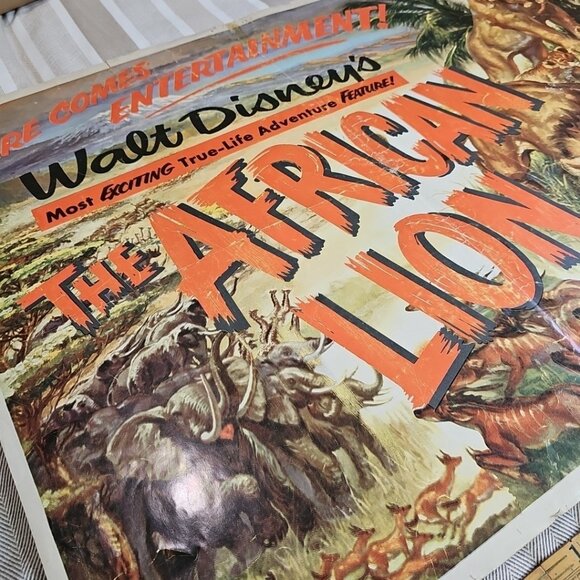 RE COMES
ENTERTAINMENT!
Walt Disney's
Most EXCITING True-Life Adventure FEATURE!
THE AFRICAN
LION